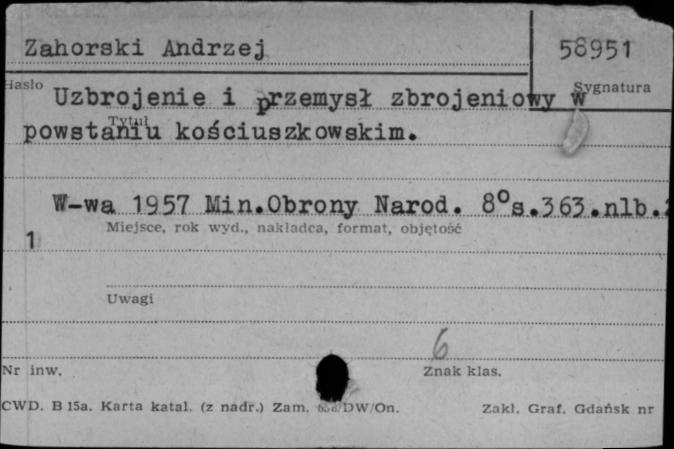 Zahorski Andrzej
58951
Hasło
Sygnatura
Uzbrojenie i przemysł zbrojeniowy w
Tytuł
powstaniu kościuszkowskim.
W-wa 1957 Min.Obrony Narod. 8°s.363.nlb.
Miejsce, rok wyd., nakładca, format, objętość
1
Uwagi
6
Nr inw.
Znak klas.
CWD. B 15a. Karta katal. (z nadr.) Zam. /DW/On.
Zakł. Graf. Gdańsk nr